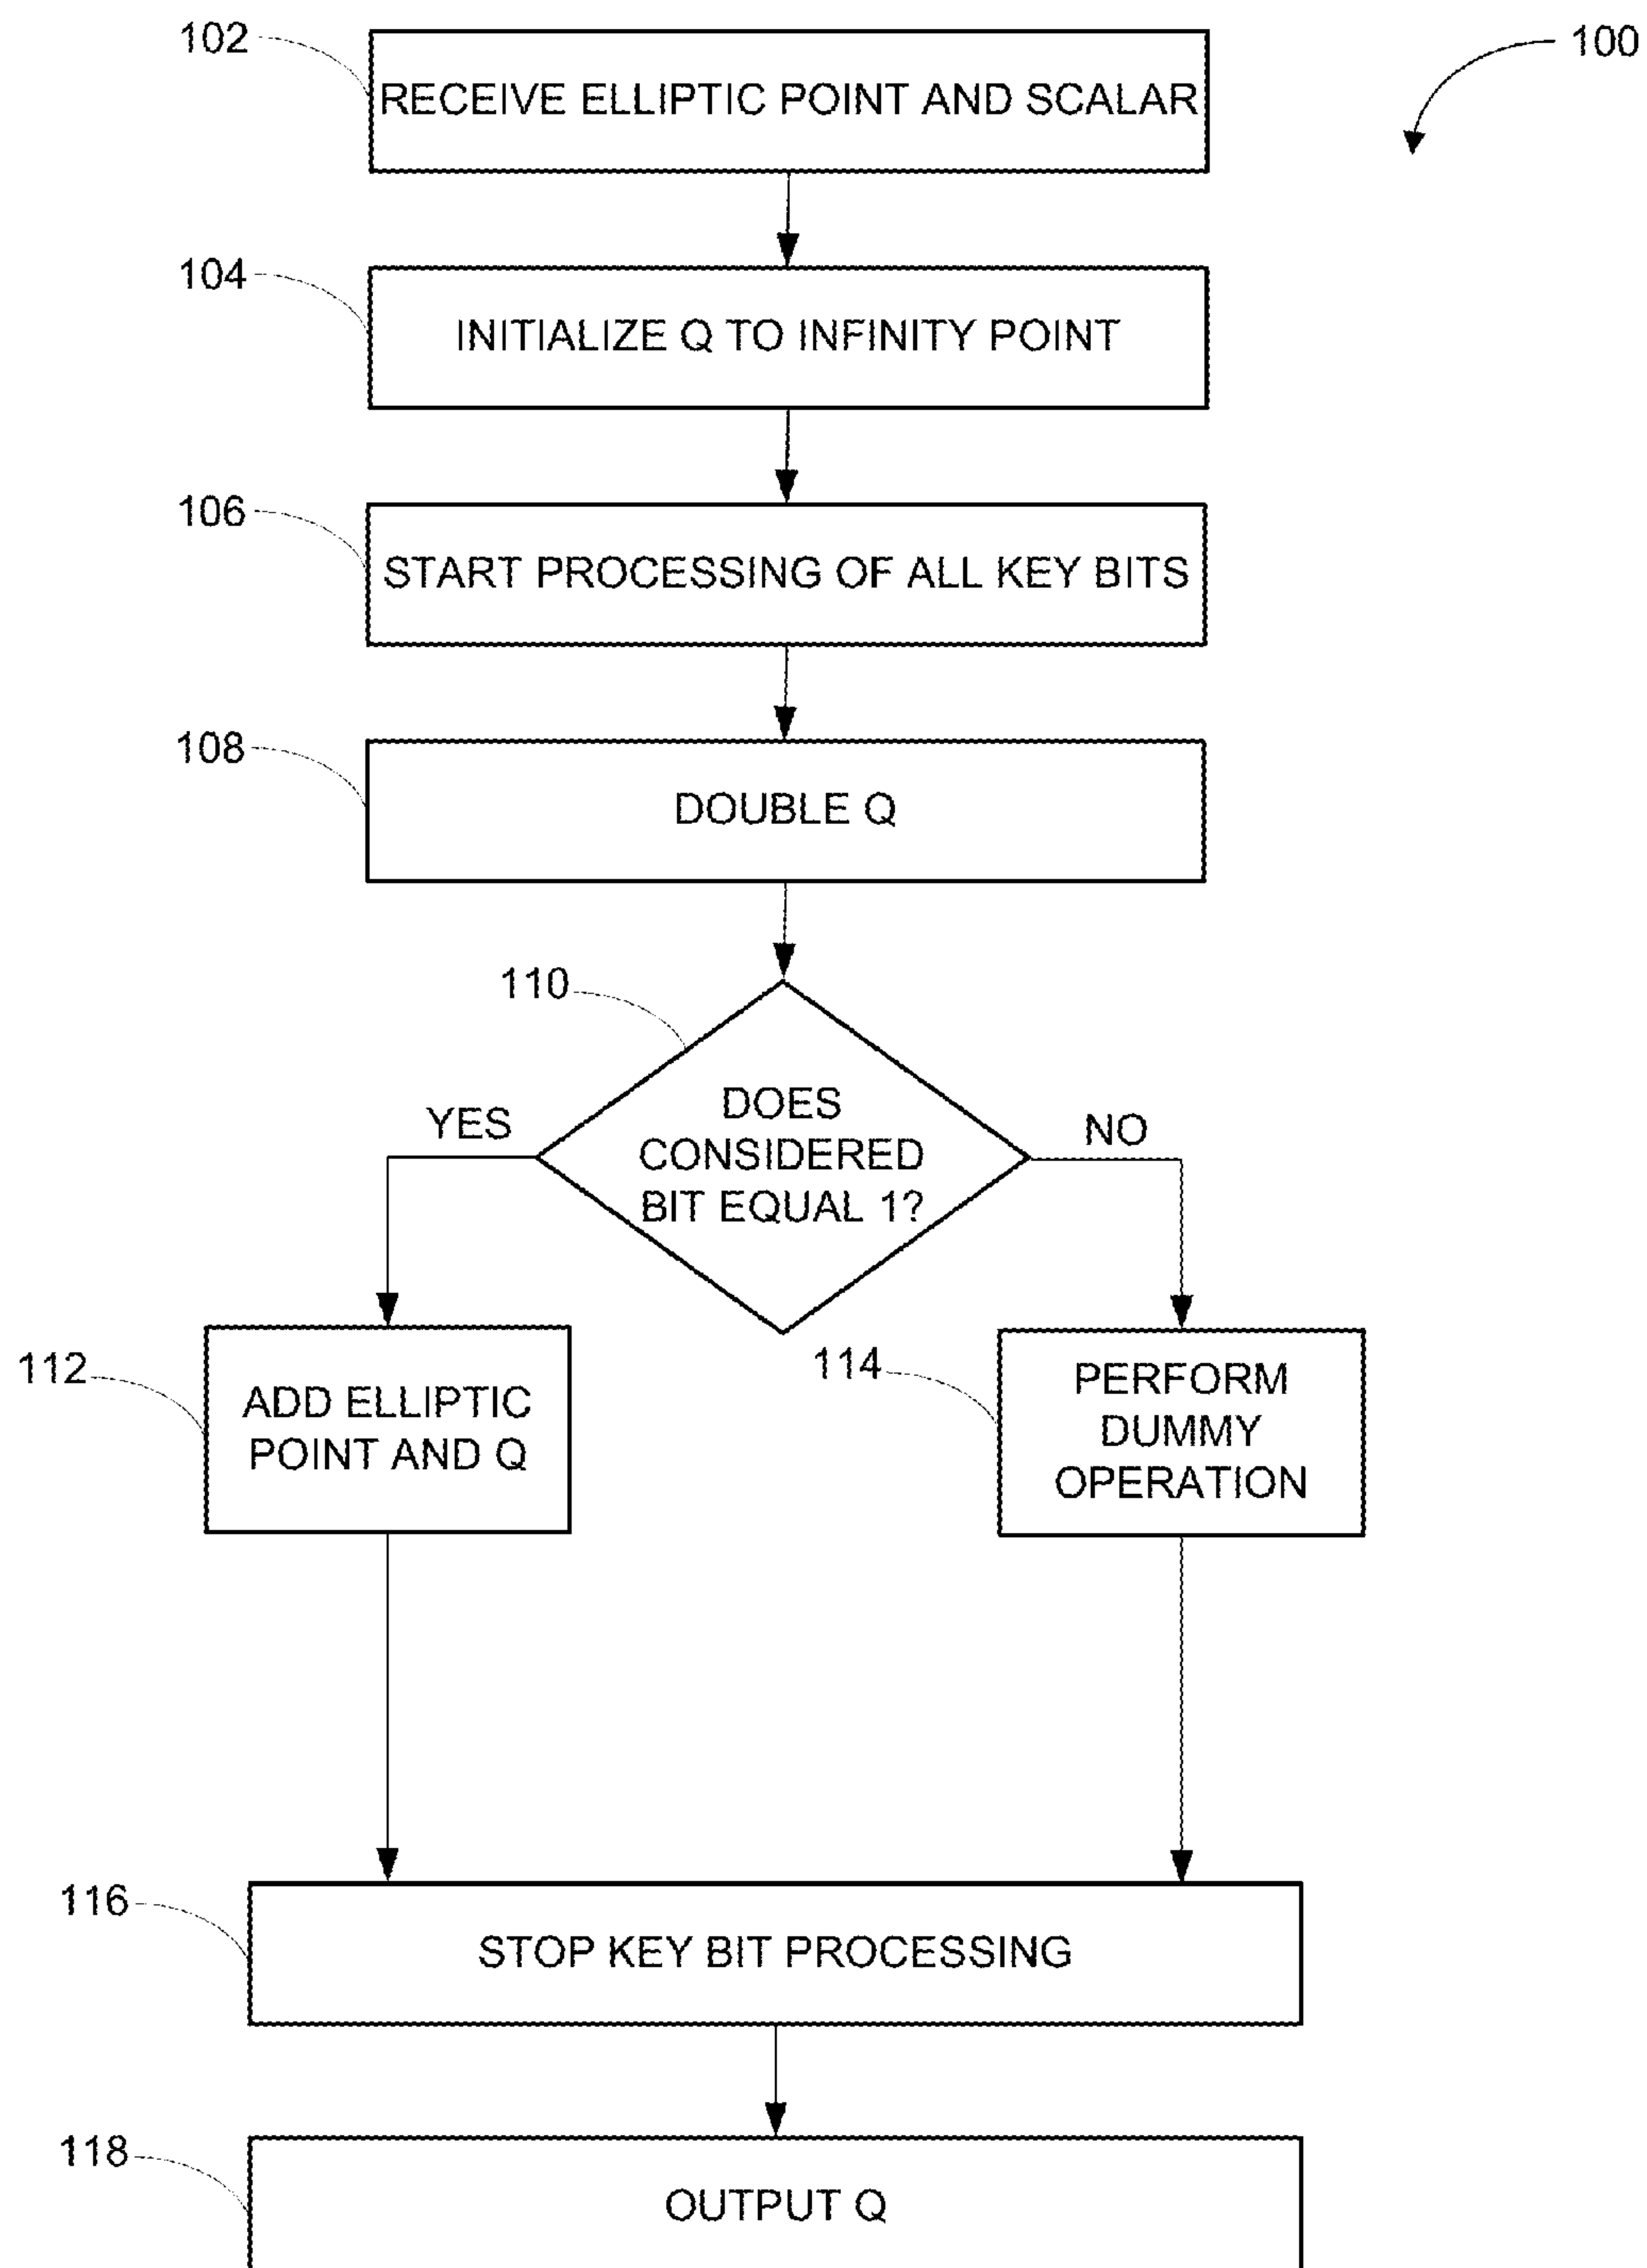 102
100
RECEIVE ELLIPTIC POINT AND SCALAR
104
INITIALIZE Q TO INFINITY POINT
106
START PROCESSING OF ALL KEY BITS
108
DOUBLE Q
110
DOES
CONSIDERED
BIT EQUAL 1?
YES
NO
112
ADD ELLIPTIC
POINT AND Q
114
PERFORM
DUMMY
OPERATION
116
STOP KEY BIT PROCESSING
118
OUTPUT Q